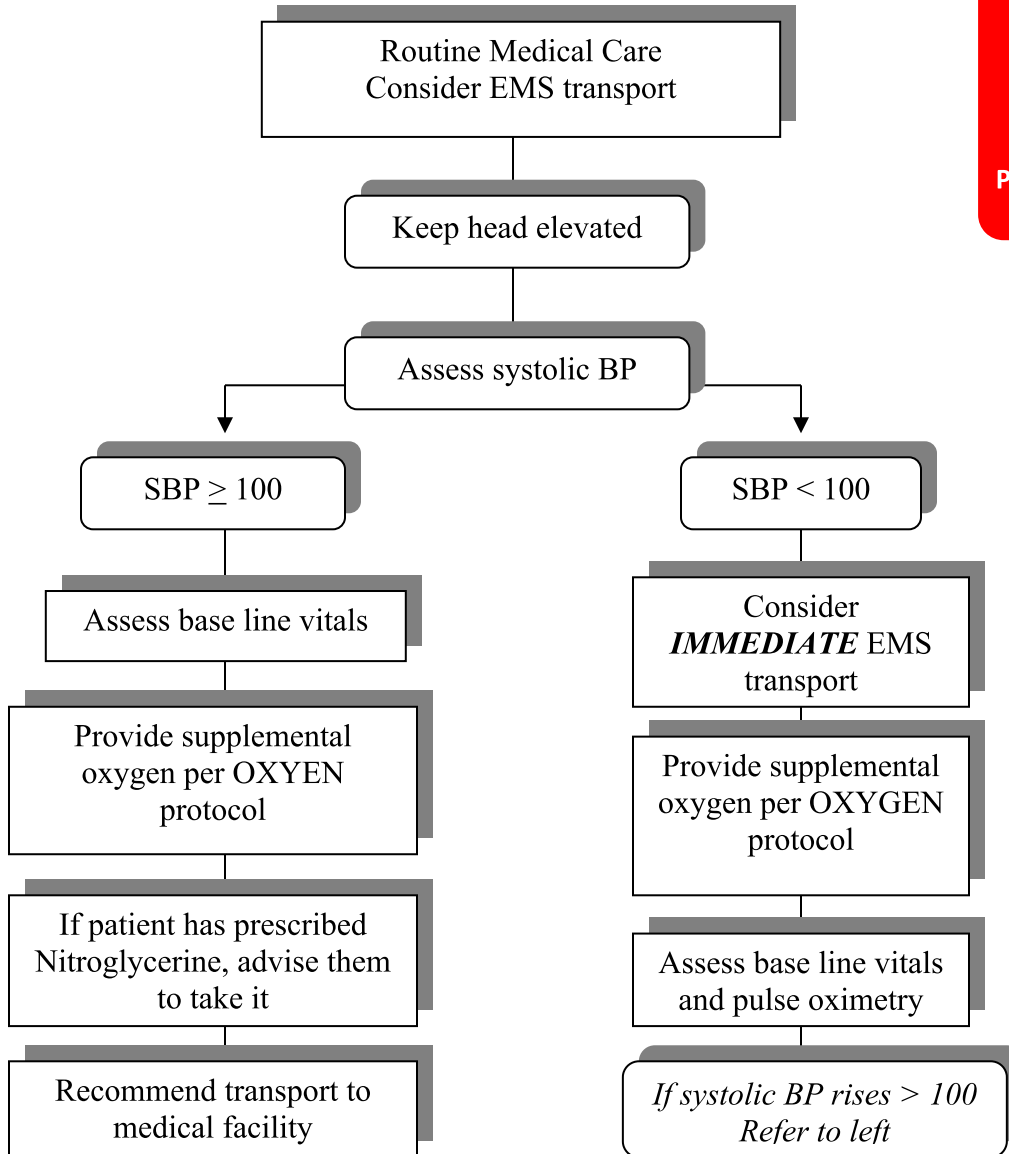 Routine Medical Care
Consider EMS transport
P
Keep head elevated
Assess systolic BP
SBP ≥ 100
Assess base line vitals
Provide supplemental
oxygen per OXYEN
protocol
If patient has prescribed
Nitroglycerine, advise them
to take it
Recommend transport to
medical facility
SBP < 100
Consider
IMMEDIATE EMS
transport
Provide supplemental
oxygen per OXYGEN
protocol
Assess base line vitals
and pulse oximetry
If systolic BP rises > 100
Refer to left